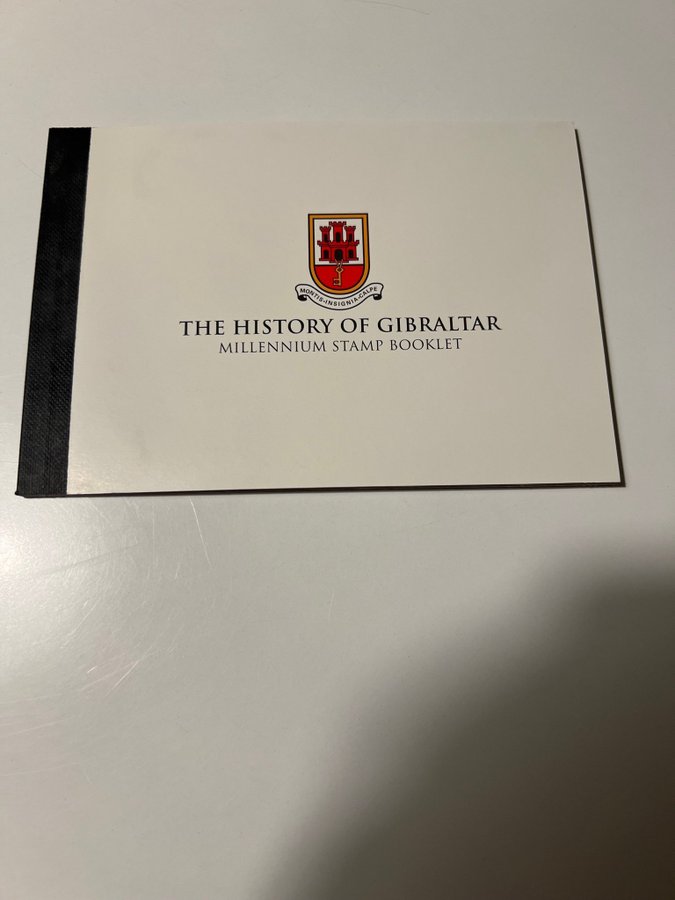 MONTIS-INSIGNIA-CALPE
THE HISTORY OF GIBRALTAR
MILLENNIUM STAMP BOOKLET